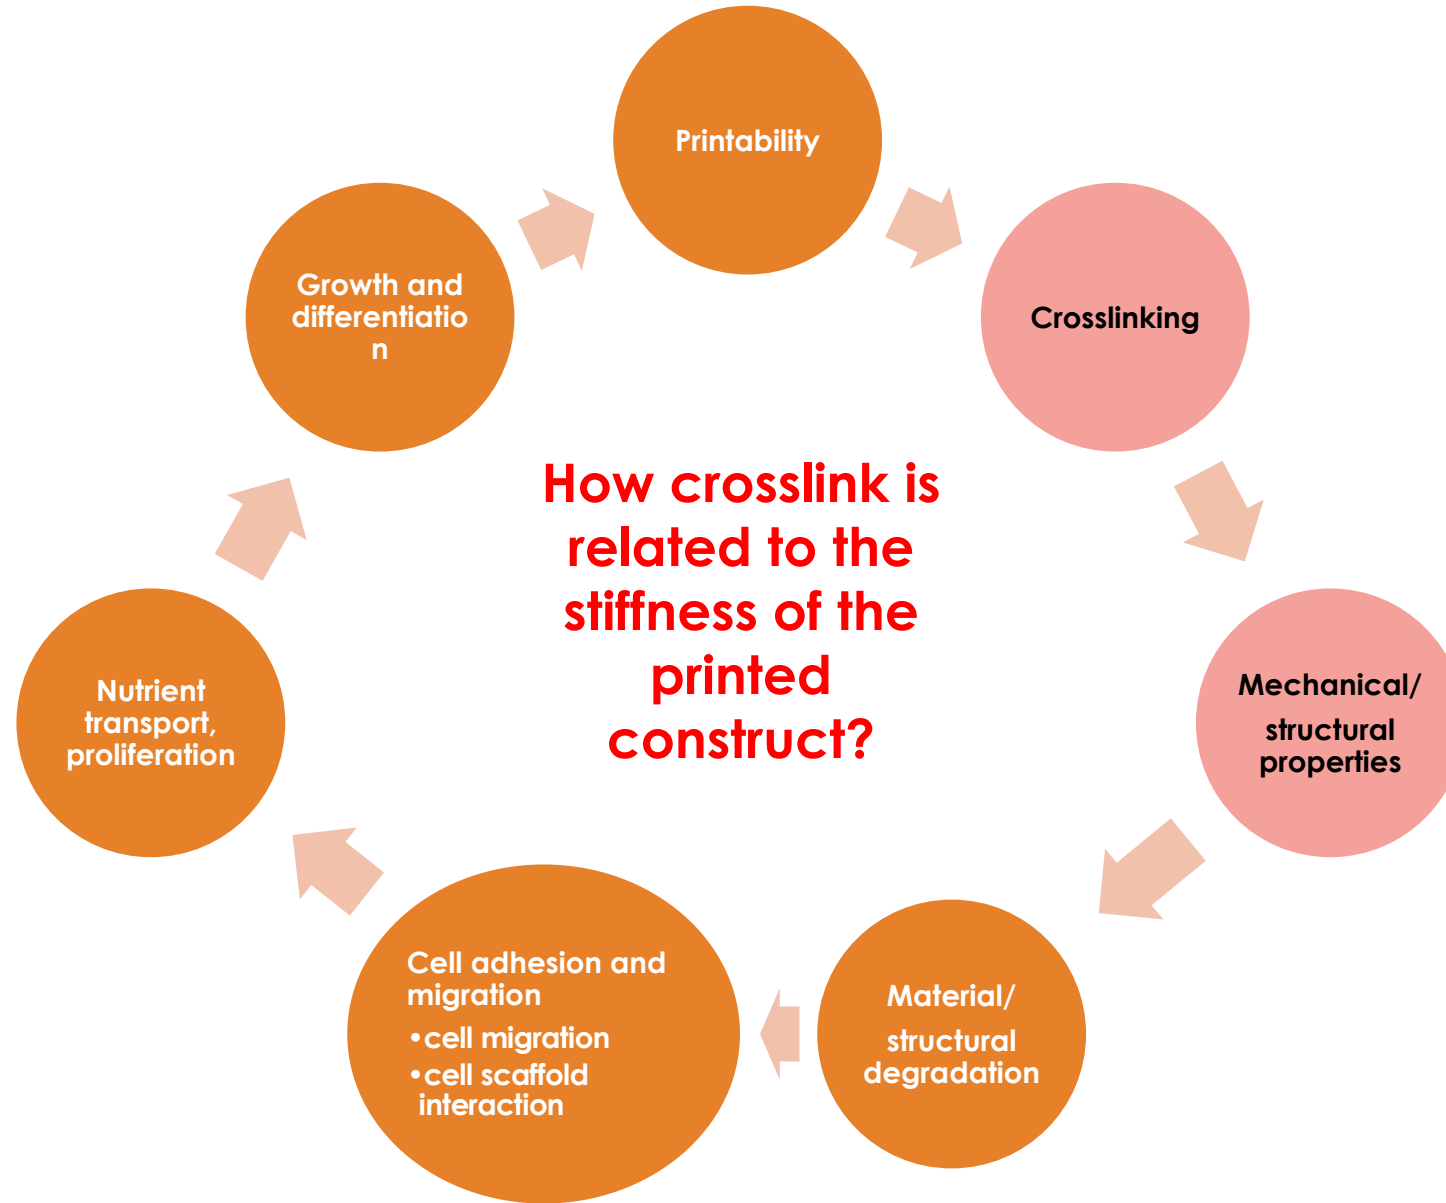 Printability
Crosslinking
Mechanical/
structural
properties
Material/
structural
degradation
Cell adhesion and
migration
•cell migration
•cell scaffold
interaction
Nutrient
transport,
proliferation
Growth and
differentiatio
n
How crosslink is
related to the
stiffness of the
printed
construct?